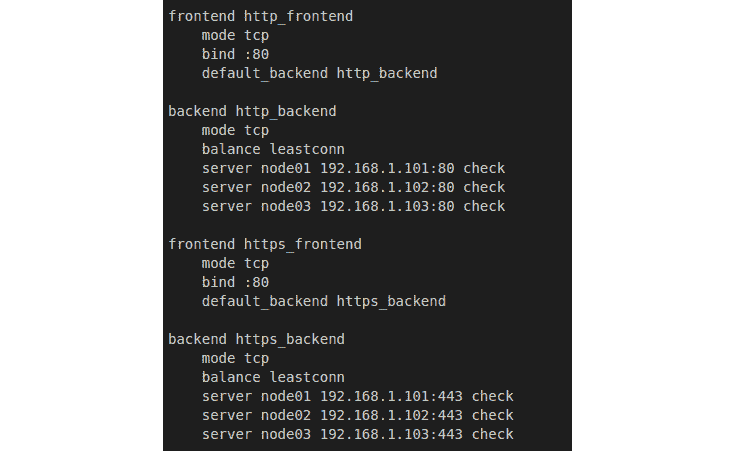 frontend http_frontend
mode tcp
bind :80
default_backend http_backend
backend http_backend
mode tcp
balance leastconn
server node01 192.168.1.101:80 check
server node02 192.168.1.102:80 check
server node03 192.168.1.103:80 check
frontend https_frontend
mode tcp
bind :80
default_backend https_backend
backend https_backend
mode tcp
balance leastconn
server node01 192.168.1.101:443 check
server node02 192.168.1.102:443 check
server node03 192.168.1.103:443 check